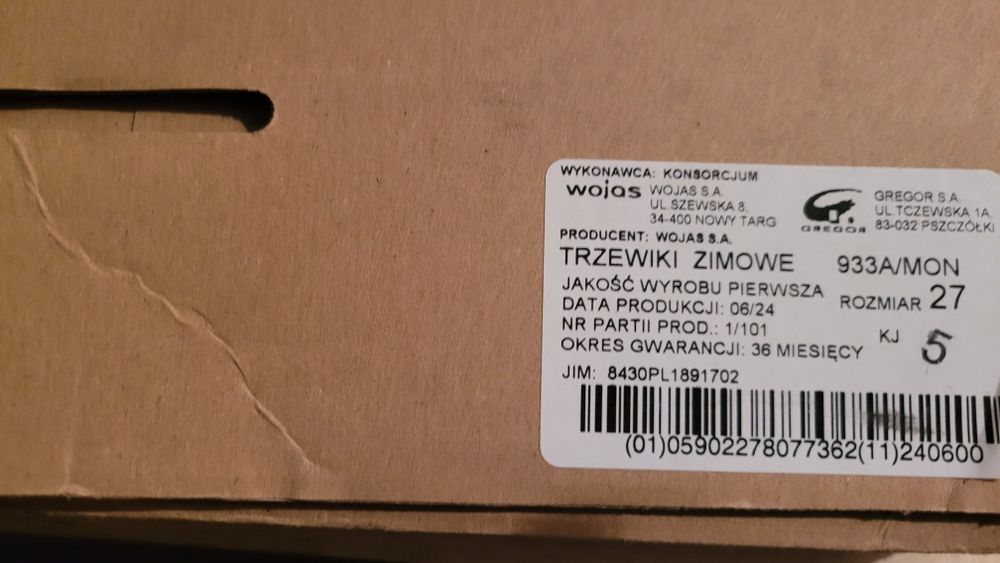 WYKONAWCA: KONSORCJUM
wojas WOJAS S.A.
UL.SZEWSKA 8,
34-400 NOWY TARG
GREGOR
GREGOR S.A.
UL.TCZEWSKA 1A,
83-032 PSZCZÓŁKI
PRODUCENT: WOJAS S.A.
TRZEWIKI ZIMOWE 933A/MON
JAKOŚĆ WYROBU PIERWSZA ROZMIAR 27
DATA PRODUKCJI: 06/24
NR PARTII PROD.: 1/101 KJ 5
OKRES GWARANCJI: 36 MIESIĘCY
JIM: 8430PL1891702
(01)05902278077362(11)240600